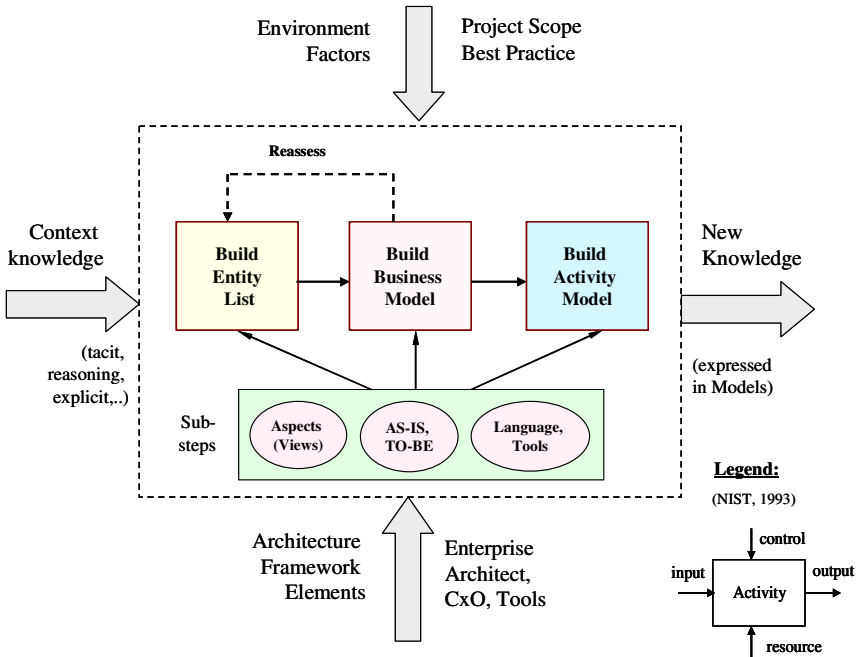 Environment
Factors
Project Scope
Best Practice
Reassess
Context
knowledge
(tacit,
reasoning,
explicit,..)
Build
Entity
List
Build
Business
Model
Build
Activity
Model
New
Knowledge
(expressed
in Models)
Sub-
steps
Aspects
(Views)
AS-IS,
TO-BE
Language,
Tools
Architecture
Framework
Elements
Enterprise
Architect,
CxO, Tools
Legend:
(NIST, 1993)
control
input
Activity
output
resource